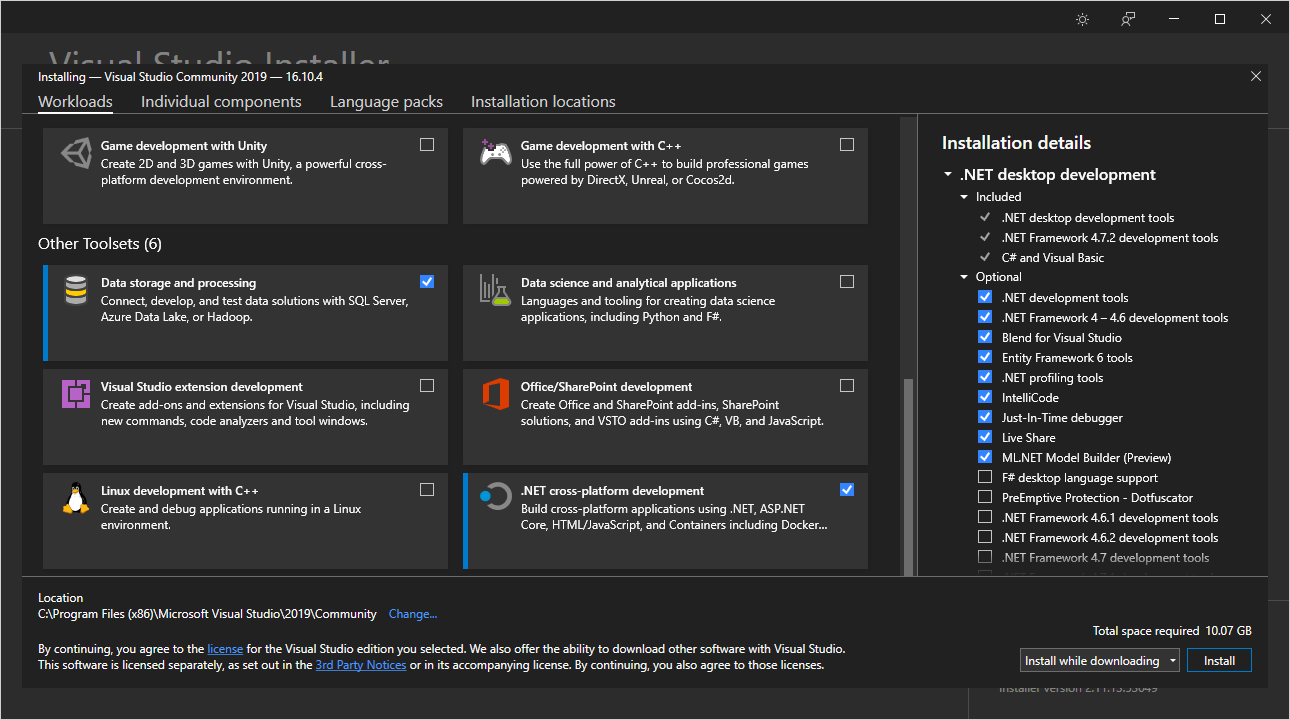 Visual Studio Installer
Installing — Visual Studio Community 2019 — 16.10.4
Workloads
Individual components
Language packs
Installation locations
Game development with Unity
Create 2D and 3D games with Unity, a powerful cross-
platform development environment.
Game development with C++
Use the full power of C++ to build professional games
powered by DirectX, Unreal, or Cocos2d.
Other Toolsets (6)
Data storage and processing
Connect, develop, and test data solutions with SQL Server,
Azure Data Lake, or Hadoop.
Data science and analytical applications
Languages and tooling for creating data science
applications, including Python and F#.
Visual Studio extension development
Create add-ons and extensions for Visual Studio, including
new commands, code analyzers and tool windows.
Office/SharePoint development
Create Office and SharePoint add-ins, SharePoint
solutions, and VSTO add-ins using C#, VB, and JavaScript.
Linux development with C++
Create and debug applications running in a Linux
environment.
.NET cross-platform development
Build cross-platform applications using .NET, ASP.NET
Core, HTML/JavaScript, and Containers including Docker...
Installation details
.NET desktop development
Included
.NET desktop development tools
.NET Framework 4.7.2 development tools
C# and Visual Basic
Optional
.NET development tools
.NET Framework 4 – 4.6 development tools
Blend for Visual Studio
Entity Framework 6 tools
.NET profiling tools
IntelliCode
Just-In-Time debugger
Live Share
ML.NET Model Builder (Preview)
F# desktop language support
PreEmptive Protection - Dotfuscator
.NET Framework 4.6.1 development tools
.NET Framework 4.6.2 development tools
.NET Framework 4.7 development tools
Location
C:\Program Files (x86)\Microsoft Visual Studio\2019\Community Change...
By continuing, you agree to the license for the Visual Studio edition you selected. We also offer the ability to download other software with Visual Studio.
This software is licensed separately, as set out in the 3rd Party Notices or in its accompanying license. By continuing, you also agree to those licenses.
Total space required 10.07 GB
Install while downloading
Install
Installer version